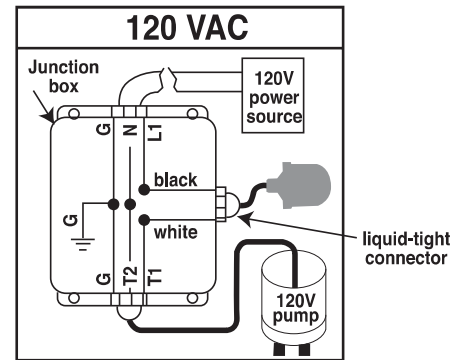 120 VAC
Junction
box
120V
power
source
G
N
L1
black
G
white
liquid-tight
connector
G
T2
T1
120V
pump